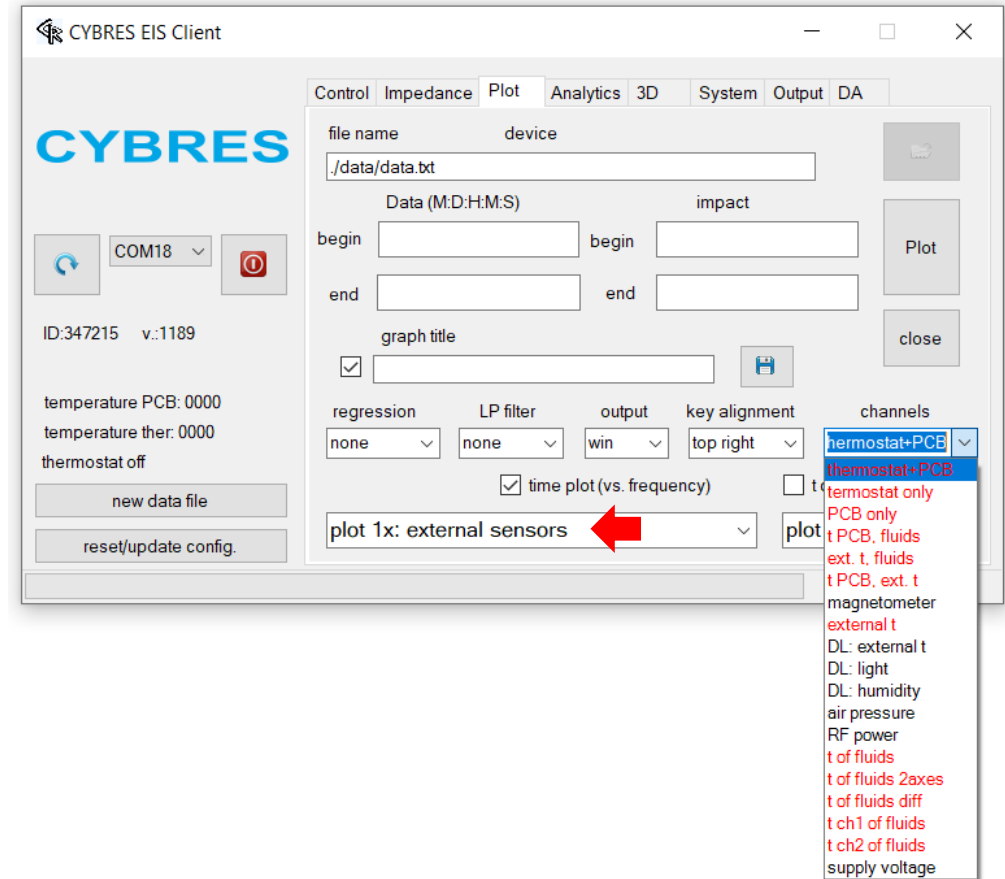 CYBRES EIS Client
Control Impedance Plot Analytics 3D System Output DA
CYBRES
file name device
./data/data.txt
Data (M:D:H:M:S) impact
begin begin
Plot
COM18
end end
ID:347215 v.:1189
graph title
close
temperature PCB: 0000
regression LP filter output key alignment channels
temperature ther: 0000
none none win top right hermostat+PCB
thermostat off
thermostat+PCB
new data file
time plot (vs. frequency) t
termostat only
PCB only
plot 1x: external sensors plot
t PCB, fluids
reset/update config.
ext. t, fluids
t PCB, ext. t
magnetometer
external t
DL: external t
DL: light
DL: humidity
air pressure
RF power
t of fluids
t of fluids 2axes
t of fluids diff
t ch1 of fluids
t ch2 of fluids
supply voltage